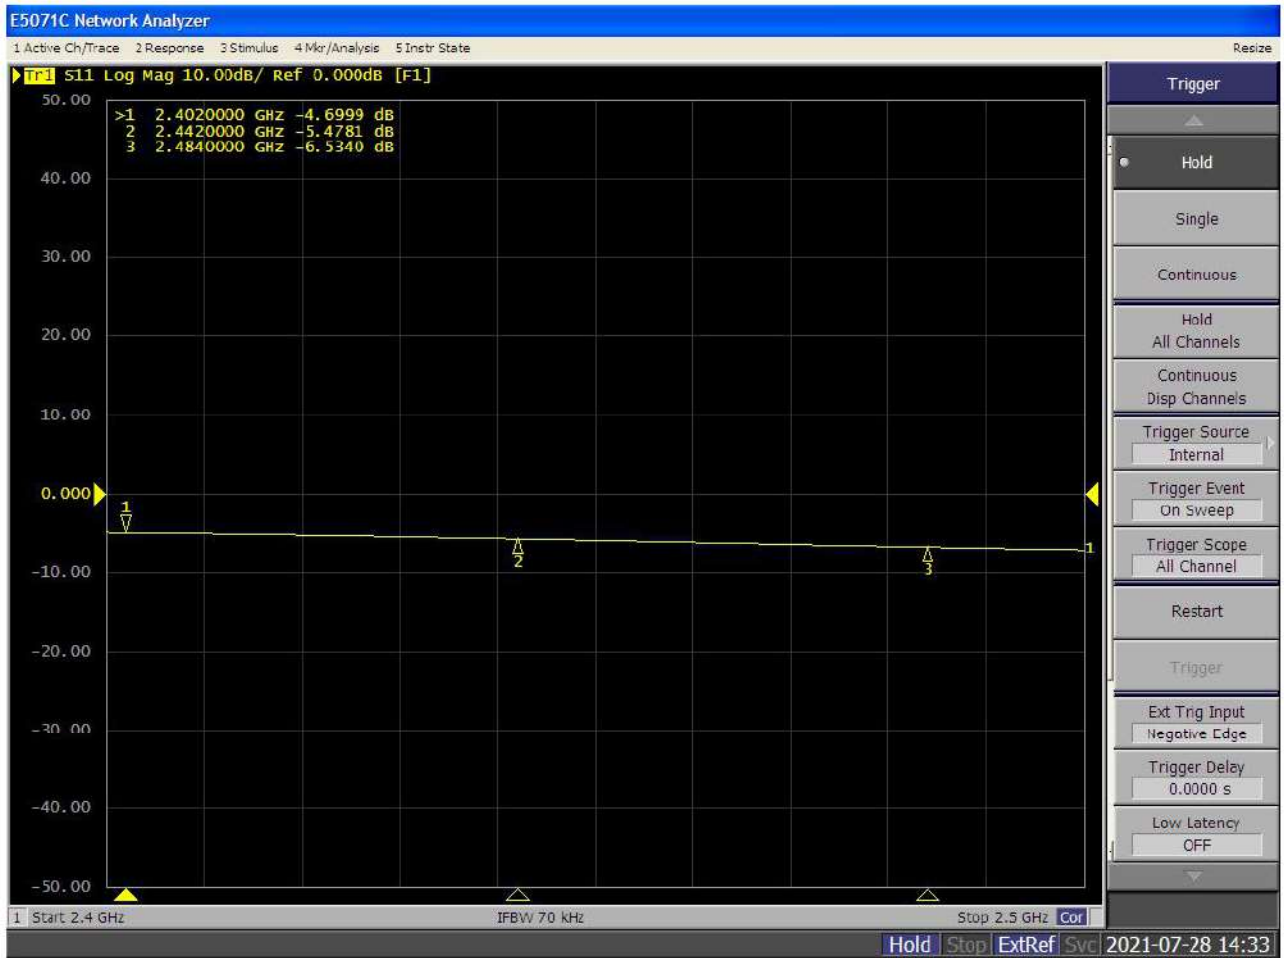 E5071C Network Analyzer
1 Active Ch/Trace 2 Response 3 Stimulus 4 Mkr/Analysis 5 Instr State Resize
Tr1 S11 Log Mag 10.00dB/ Ref 0.000dB [F1]
50.00
>1 2.4020000 GHz -4.6999 dB
2 2.4420000 GHz -5.4781 dB
3 2.4840000 GHz -6.5340 dB
40.00
30.00
20.00
10.00
0.000
1
2
3
1
-10.00
-20.00
-30.00
-40.00
-50.00
1 Start 2.4 GHz IFBW 70 kHz Stop 2.5 GHz Cor
Trigger
Hold
Single
Continuous
Hold
All Channels
Continuous
Disp Channels
Trigger Source
Internal
Trigger Event
On Sweep
Trigger Scope
All Channel
Restart
Trigger
Ext Trig Input
Negative Edge
Trigger Delay
0.0000 s
Low Latency
OFF
Hold Stop ExtRef Svc 2021-07-28 14:33